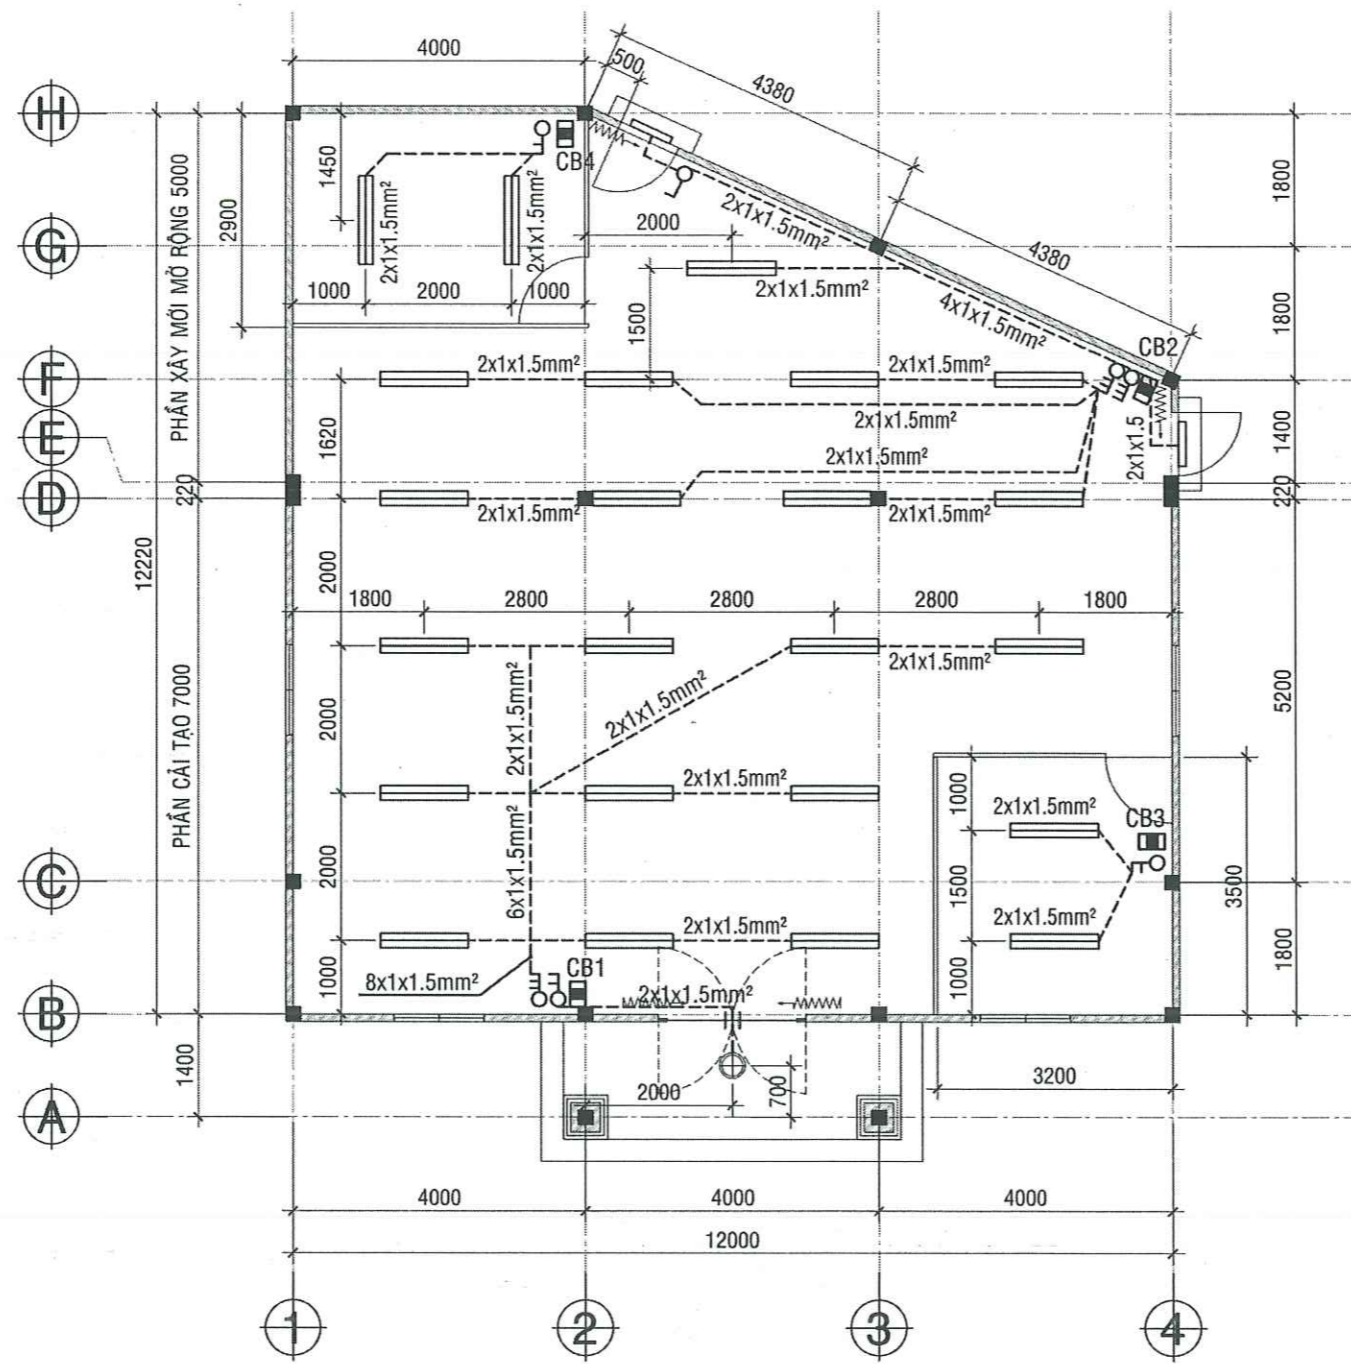 4000
500
4380
H
CB4
1450
2900
PHẦN XÂY MỚI MỞ RỘNG 5000
2x1x1.5mm²
2x1x1.5mm²
2x1x1.5mm²
1800
G
2000
4380
2x1x1.5mm²
4x1x1.5mm²
1000
2000
1000
1500
1800
CB2
F
2x1x1.5mm²
2x1x1.5mm²
2x1x1.5mm²
E
1620
2x1x1.5mm²
2x1x1.5
1400
D
220
2x1x1.5mm²
2x1x1.5mm²
220
12220
2000
1800
2800
2800
2800
1800
2x1x1.5mm²
2x1x1.5mm²
2x1x1.5mm²
5200
PHẦN CẢI TẠO 7000
2000
2x1x1.5mm²
1000
2x1x1.5mm²
CB3
C
2000
6x1x1.5mm²
1500
3500
2x1x1.5mm²
2x1x1.5mm²
8x1x1.5mm²
CB1
1000
1000
1800
B
2x1x1.5mm²
1400
3200
A
2000
700
4000
4000
4000
12000
1
2
3
4